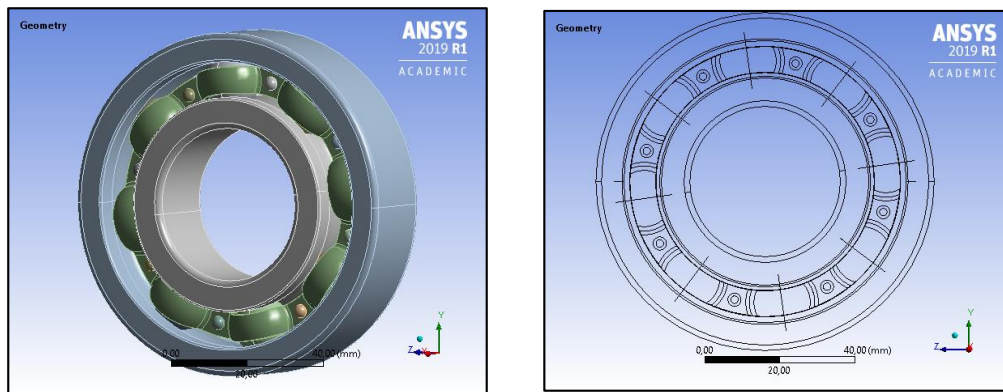 Geometry
ANSYS
2019 R1
ACADEMIC
Y
Z
X
0,00
40,00 (mm)
20,00
Geometry
ANSYS
2019 R1
ACADEMIC
Y
Z
X
0,00
40,00 (mm)
20,00